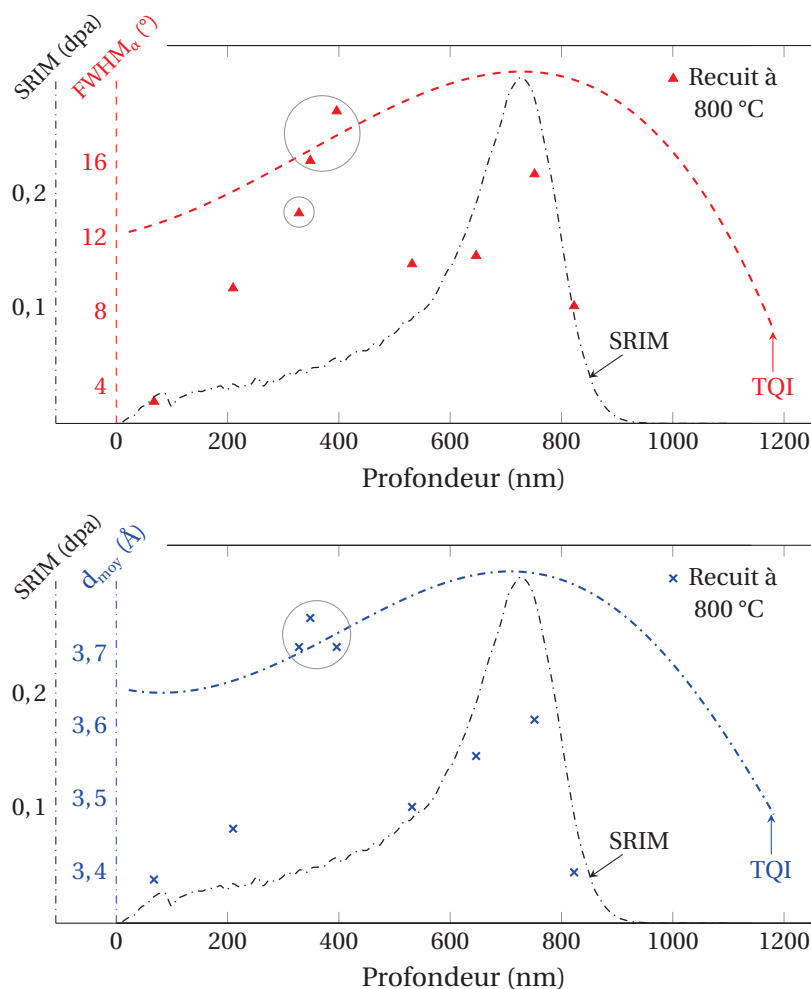 SRIM (dpa)
FWHMα (°)
Recuit à
800 °C
16
0,2
12
0,1
8
SRIM
4
TQI
0
200
400
600
800
1000
1200
Profondeur (nm)
SRIM (dpa)
dmoy (Å)
Recuit à
800 °C
3,7
0,2
3,6
3,5
0,1
SRIM
3,4
TQI
0
200
400
600
800
1000
1200
Profondeur (nm)